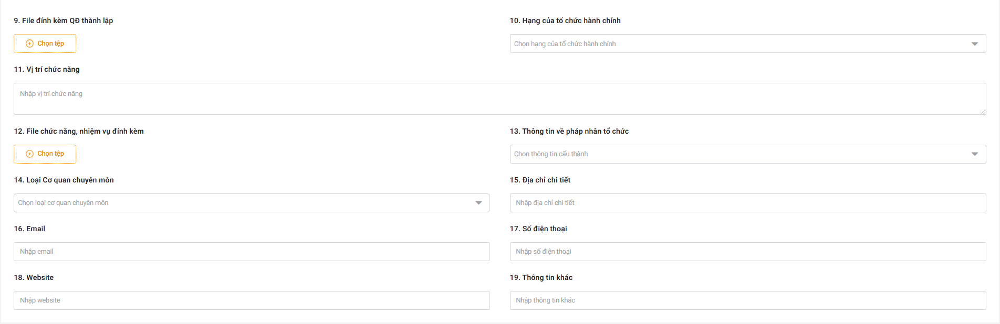 9. File đính kèm QĐ thành lập
10. Hạng của tổ chức hành chính
Chọn tệp
Chọn hạng của tổ chức hành chính
11. Vị trí chức năng
Nhập vị trí chức năng
12. File chức năng, nhiệm vụ đính kèm
13. Thông tin về pháp nhân tổ chức
Chọn tệp
Chọn thông tin cấu thành
14. Loại Cơ quan chuyên môn
15. Địa chỉ chi tiết
Chọn loại cơ quan chuyên môn
Nhập địa chỉ chi tiết
16. Email
17. Số điện thoại
Nhập email
Nhập số điện thoại
18. Website
19. Thông tin khác
Nhập website
Nhập thông tin khác